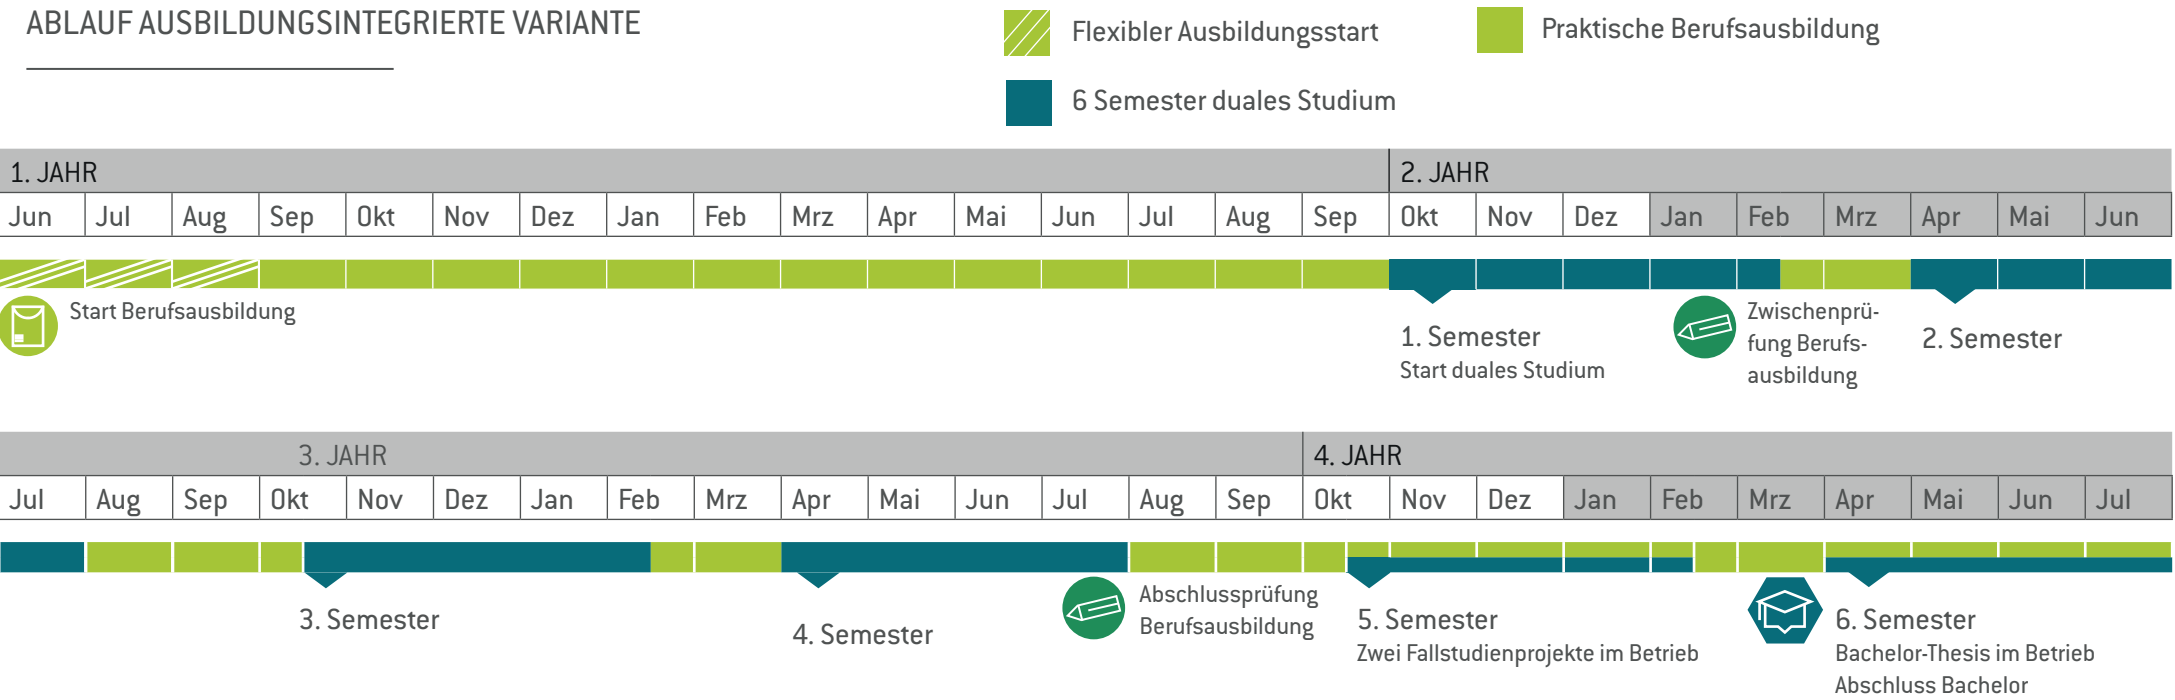 ABLAUF AUSBILDUNGSINTEGRIERTE VARIANTE
Flexibler Ausbildungsstart
Praktische Berufsausbildung
6 Semester duales Studium
1. JAHR
2. JAHR
Jun Jul Aug Sep Okt Nov Dez Jan Feb Mrz Apr Mai Jun Jul Aug Sep Okt Nov Dez Jan Feb Mrz Apr Mai Jun
Start Berufsausbildung
1. Semester
Start duales Studium
Zwischenprü-
fung Berufs-
ausbildung
2. Semester
3. JAHR
4. JAHR
Jul Aug Sep Okt Nov Dez Jan Feb Mrz Apr Mai Jun Jul Aug Sep Okt Nov Dez Jan Feb Mrz Apr Mai Jun Jul
3. Semester
4. Semester
Abschlussprüfung
Berufsausbildung
5. Semester
Zwei Fallstudienprojekte im Betrieb
6. Semester
Bachelor-Thesis im Betrieb
Abschluss Bachelor